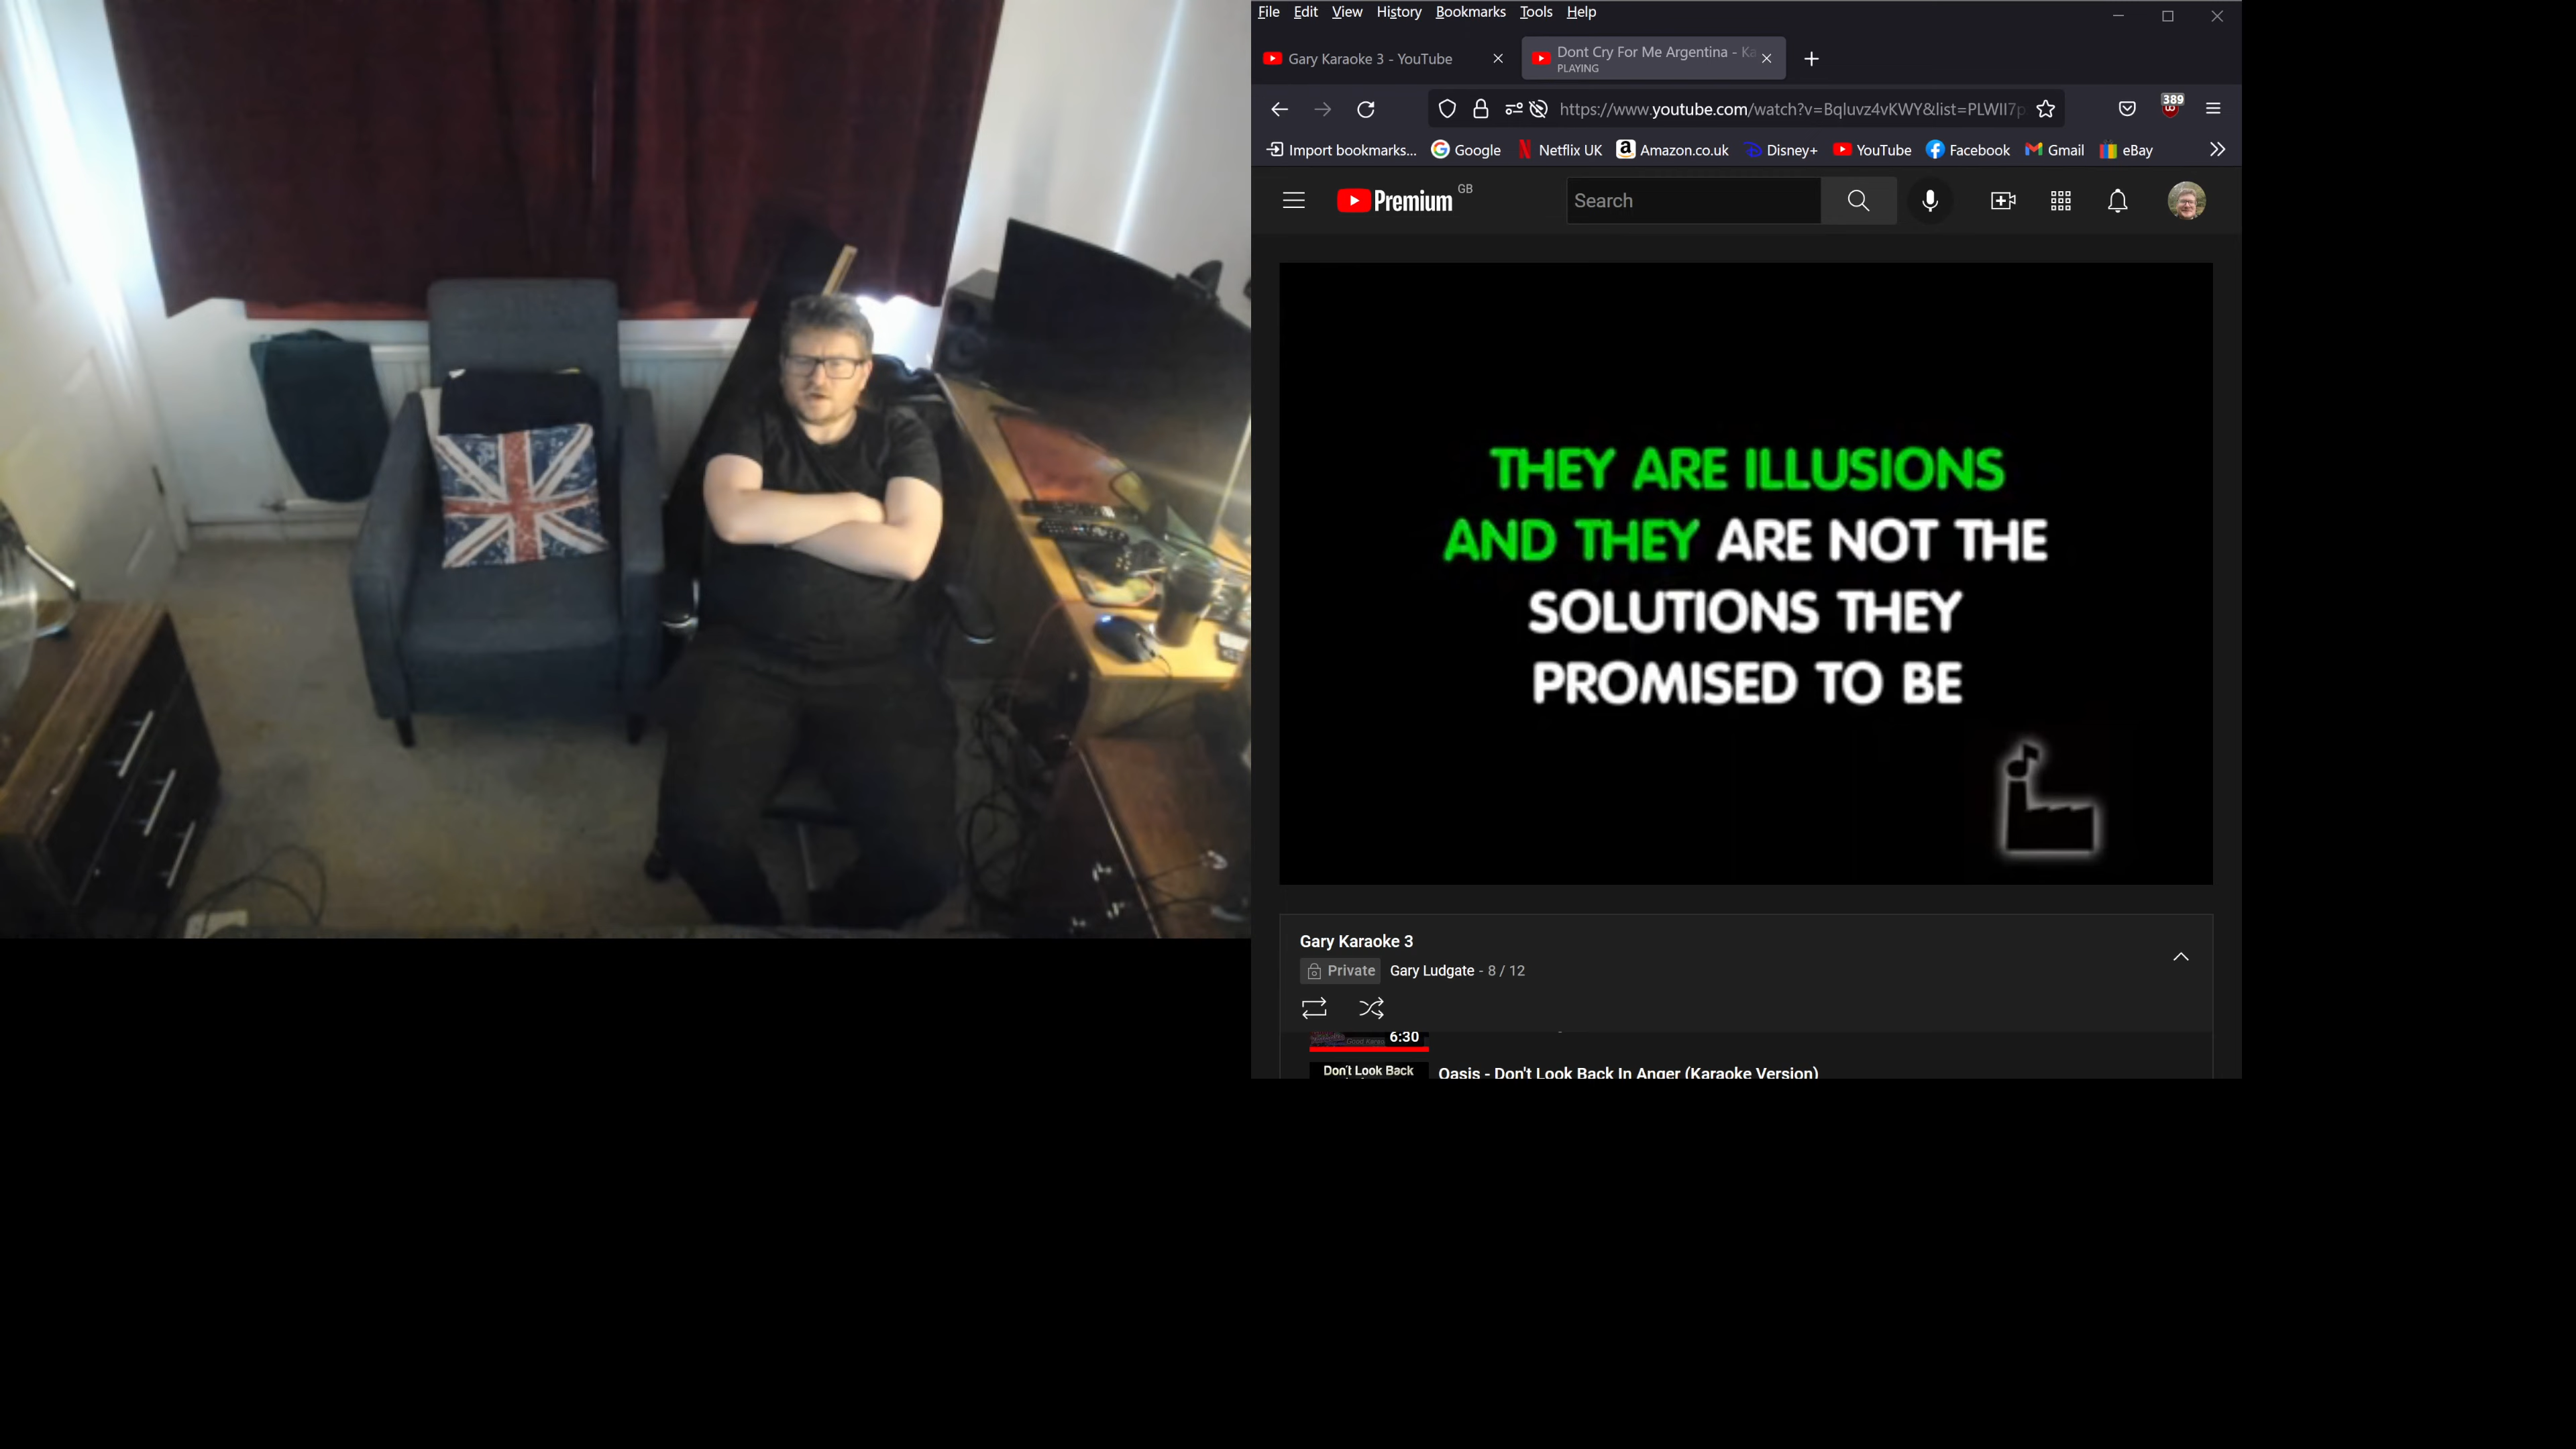 File Edit View History Bookmarks Tools Help
Gary Karaoke 3 - YouTube
Dont Cry For Me Argentina - Ka
PLAYING
https://www.youtube.com/watch?v=Bqluvz4vKWY&list=PLWIl7p
389
Import bookmarks... Google Netflix UK Amazon.co.uk Disney+ YouTube Facebook Gmail eBay
Premium GB
Search
THEY ARE ILLUSIONS
AND THEY ARE NOT THE
SOLUTIONS THEY
PROMISED TO BE
Gary Karaoke 3
Private Gary Ludgate - 8 / 12
6:30
Don't Look Back
Oasis - Don't Look Back In Anger (Karaoke Version)